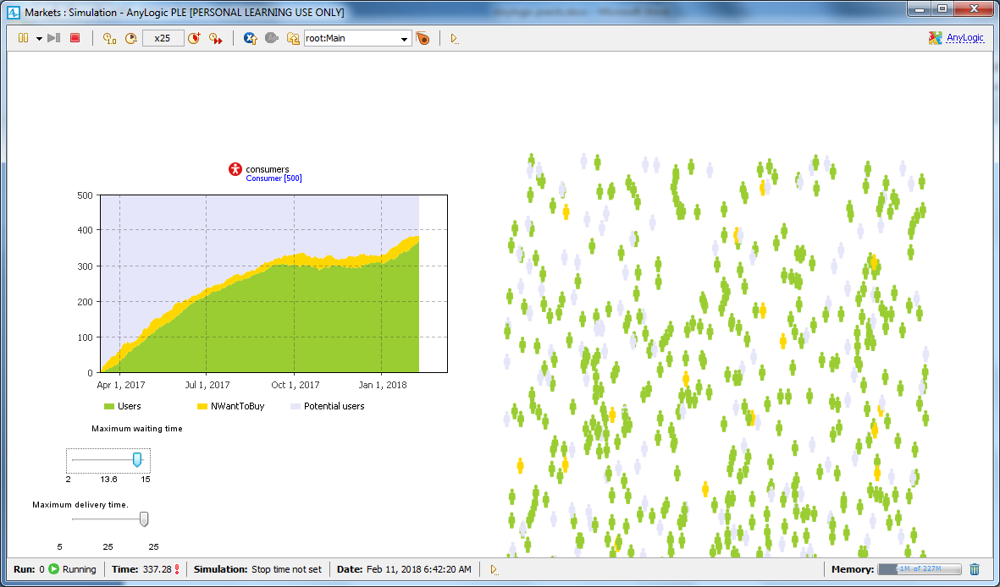 Markets : Simulation - AnyLogic PLE [PERSONAL LEARNING USE ONLY]
1.0
x25
root:Main
AnyLogic
consumers
Consumer [500]
500
400
300
200
100
0
Apr 1, 2017
Jul 1, 2017
Oct 1, 2017
Jan 1, 2018
Users
NWantToBuy
Potential users
Maximum waiting time
2 13.6 15
Maximum delivery time.
5 25 25
Run: 0 Running Time: 337.28 Simulation: Stop time not set Date: Feb 11, 2018 6:42:20 AM Memory: 1M of 227M